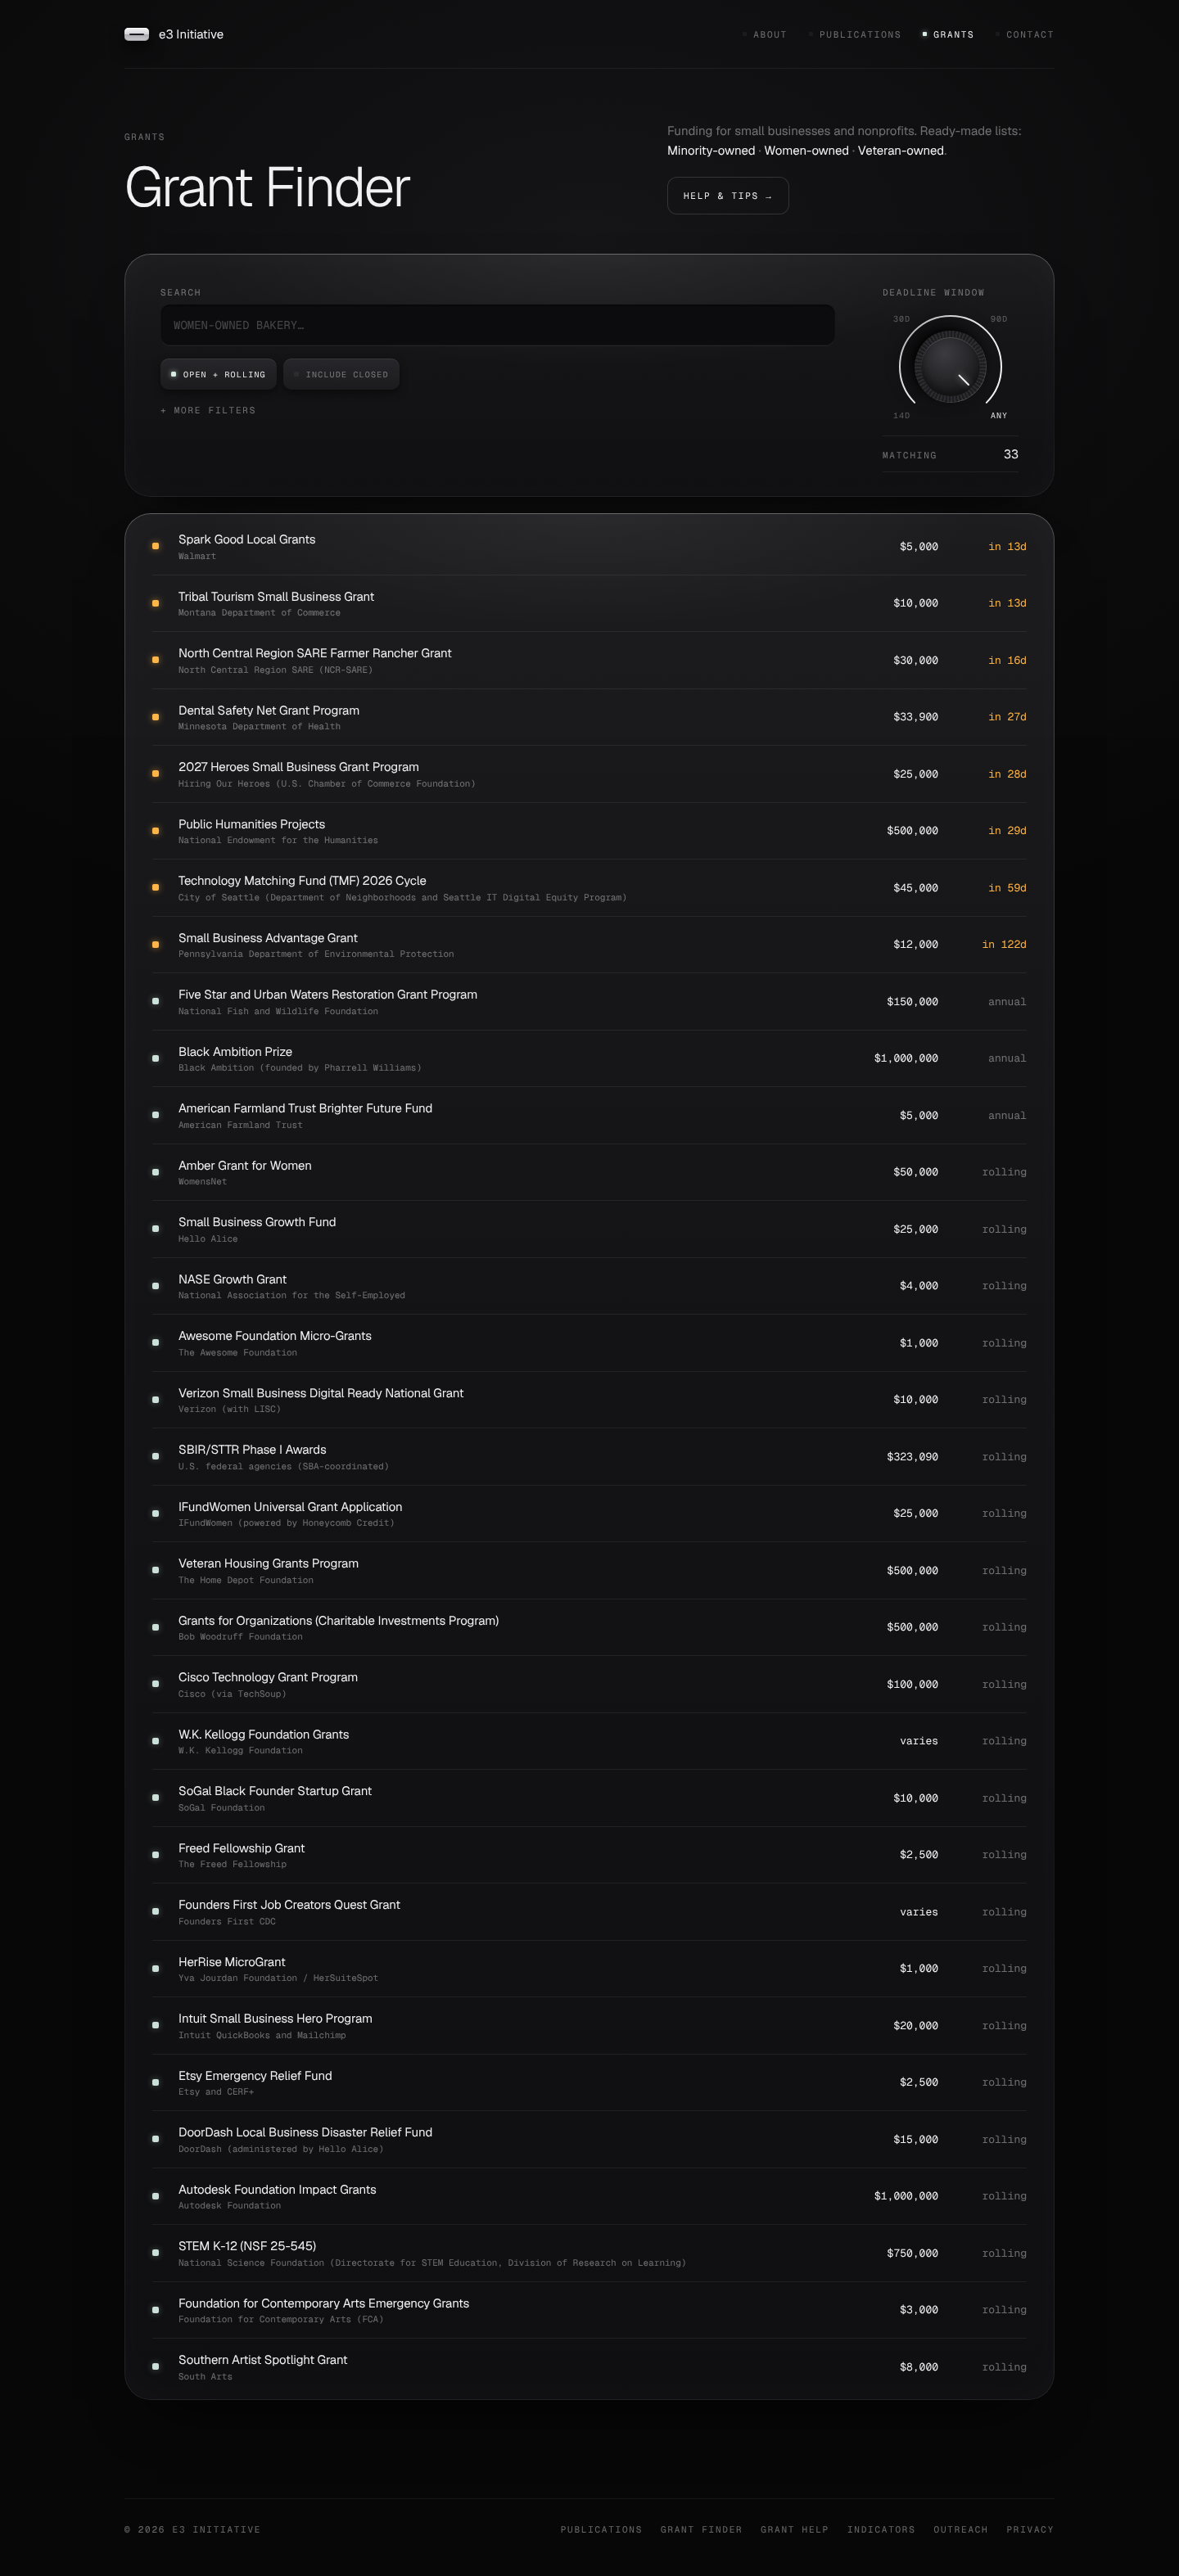 e3 Initiative
ABOUT
PUBLICATIONS
GRANTS
CONTACT
GRANTS
Grant Finder
Funding for small businesses and nonprofits. Ready-made lists:
Minority-owned · Women-owned · Veteran-owned.
HELP & TIPS →
SEARCH
WOMEN-OWNED BAKERY…
OPEN + ROLLING
INCLUDE CLOSED
+ MORE FILTERS
DEADLINE WINDOW
30D
90D
14D
ANY
MATCHING 33
Spark Good Local Grants
Walmart
$5,000
in 13d
Tribal Tourism Small Business Grant
Montana Department of Commerce
$10,000
in 13d
North Central Region SARE Farmer Rancher Grant
North Central Region SARE (NCR-SARE)
$30,000
in 16d
Dental Safety Net Grant Program
Minnesota Department of Health
$33,900
in 27d
2027 Heroes Small Business Grant Program
Hiring Our Heroes (U.S. Chamber of Commerce Foundation)
$25,000
in 28d
Public Humanities Projects
National Endowment for the Humanities
$500,000
in 29d
Technology Matching Fund (TMF) 2026 Cycle
City of Seattle (Department of Neighborhoods and Seattle IT Digital Equity Program)
$45,000
in 59d
Small Business Advantage Grant
Pennsylvania Department of Environmental Protection
$12,000
in 122d
Five Star and Urban Waters Restoration Grant Program
National Fish and Wildlife Foundation
$150,000
annual
Black Ambition Prize
Black Ambition (founded by Pharrell Williams)
$1,000,000
annual
American Farmland Trust Brighter Future Fund
American Farmland Trust
$5,000
annual
Amber Grant for Women
WomensNet
$50,000
rolling
Small Business Growth Fund
Hello Alice
$25,000
rolling
NASE Growth Grant
National Association for the Self-Employed
$4,000
rolling
Awesome Foundation Micro-Grants
The Awesome Foundation
$1,000
rolling
Verizon Small Business Digital Ready National Grant
Verizon (with LISC)
$10,000
rolling
SBIR/STTR Phase I Awards
U.S. federal agencies (SBA-coordinated)
$323,090
rolling
IFundWomen Universal Grant Application
IFundWomen (powered by Honeycomb Credit)
$25,000
rolling
Veteran Housing Grants Program
The Home Depot Foundation
$500,000
rolling
Grants for Organizations (Charitable Investments Program)
Bob Woodruff Foundation
$500,000
rolling
Cisco Technology Grant Program
Cisco (via TechSoup)
$100,000
rolling
W.K. Kellogg Foundation Grants
W.K. Kellogg Foundation
varies
rolling
SoGal Black Founder Startup Grant
SoGal Foundation
$10,000
rolling
Freed Fellowship Grant
The Freed Fellowship
$2,500
rolling
Founders First Job Creators Quest Grant
Founders First CDC
varies
rolling
HerRise MicroGrant
Yva Jourdan Foundation / HerSuiteSpot
$1,000
rolling
Intuit Small Business Hero Program
Intuit QuickBooks and Mailchimp
$20,000
rolling
Etsy Emergency Relief Fund
Etsy and CERF+
$2,500
rolling
DoorDash Local Business Disaster Relief Fund
DoorDash (administered by Hello Alice)
$15,000
rolling
Autodesk Foundation Impact Grants
Autodesk Foundation
$1,000,000
rolling
STEM K-12 (NSF 25-545)
National Science Foundation (Directorate for STEM Education, Division of Research on Learning)
$750,000
rolling
Foundation for Contemporary Arts Emergency Grants
Foundation for Contemporary Arts (FCA)
$3,000
rolling
Southern Artist Spotlight Grant
South Arts
$8,000
rolling
© 2026 E3 INITIATIVE
PUBLICATIONS
GRANT FINDER
GRANT HELP
INDICATORS
OUTREACH
PRIVACY